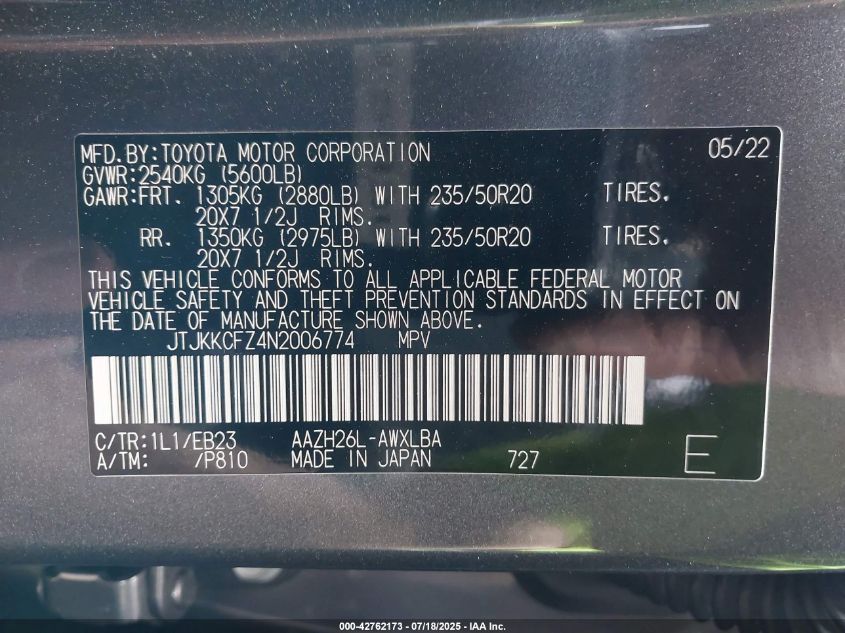 MFD.BY:TOYOTA MOTOR CORPORATION 05/22
GVWR:2540KG (5600LB)
GAWR:FRT. 1305KG (2880LB) WITH 235/50R20 TIRES.
20X7 1/2J RIMS.
RR. 1350KG (2975LB) WITH 235/50R20 TIRES.
20X7 1/2J RIMS.
THIS VEHICLE CONFORMS TO ALL APPLICABLE FEDERAL MOTOR
VEHICLE SAFETY AND THEFT PREVENTION STANDARDS IN EFFECT ON
THE DATE OF MANUFACTURE SHOWN ABOVE.
JTJKKCFZ4N2006774 MPV
C/TR:1L1/EB23 AAZH26L-AWXLBA
A/TM: /P810 MADE IN JAPAN 727 E
000-42762173 - 07/18/2025 - IAA Inc.